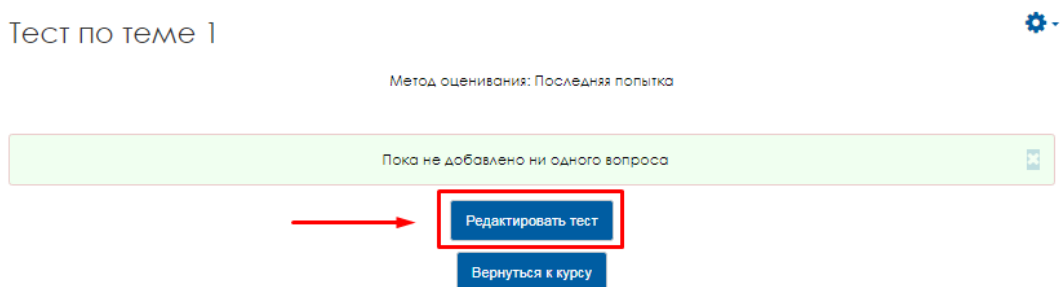 Тест по теме 1
Метод оценивания: Последняя попытка
Пока не добавлено ни одного вопроса
Редактировать тест
Вернуться к курсу